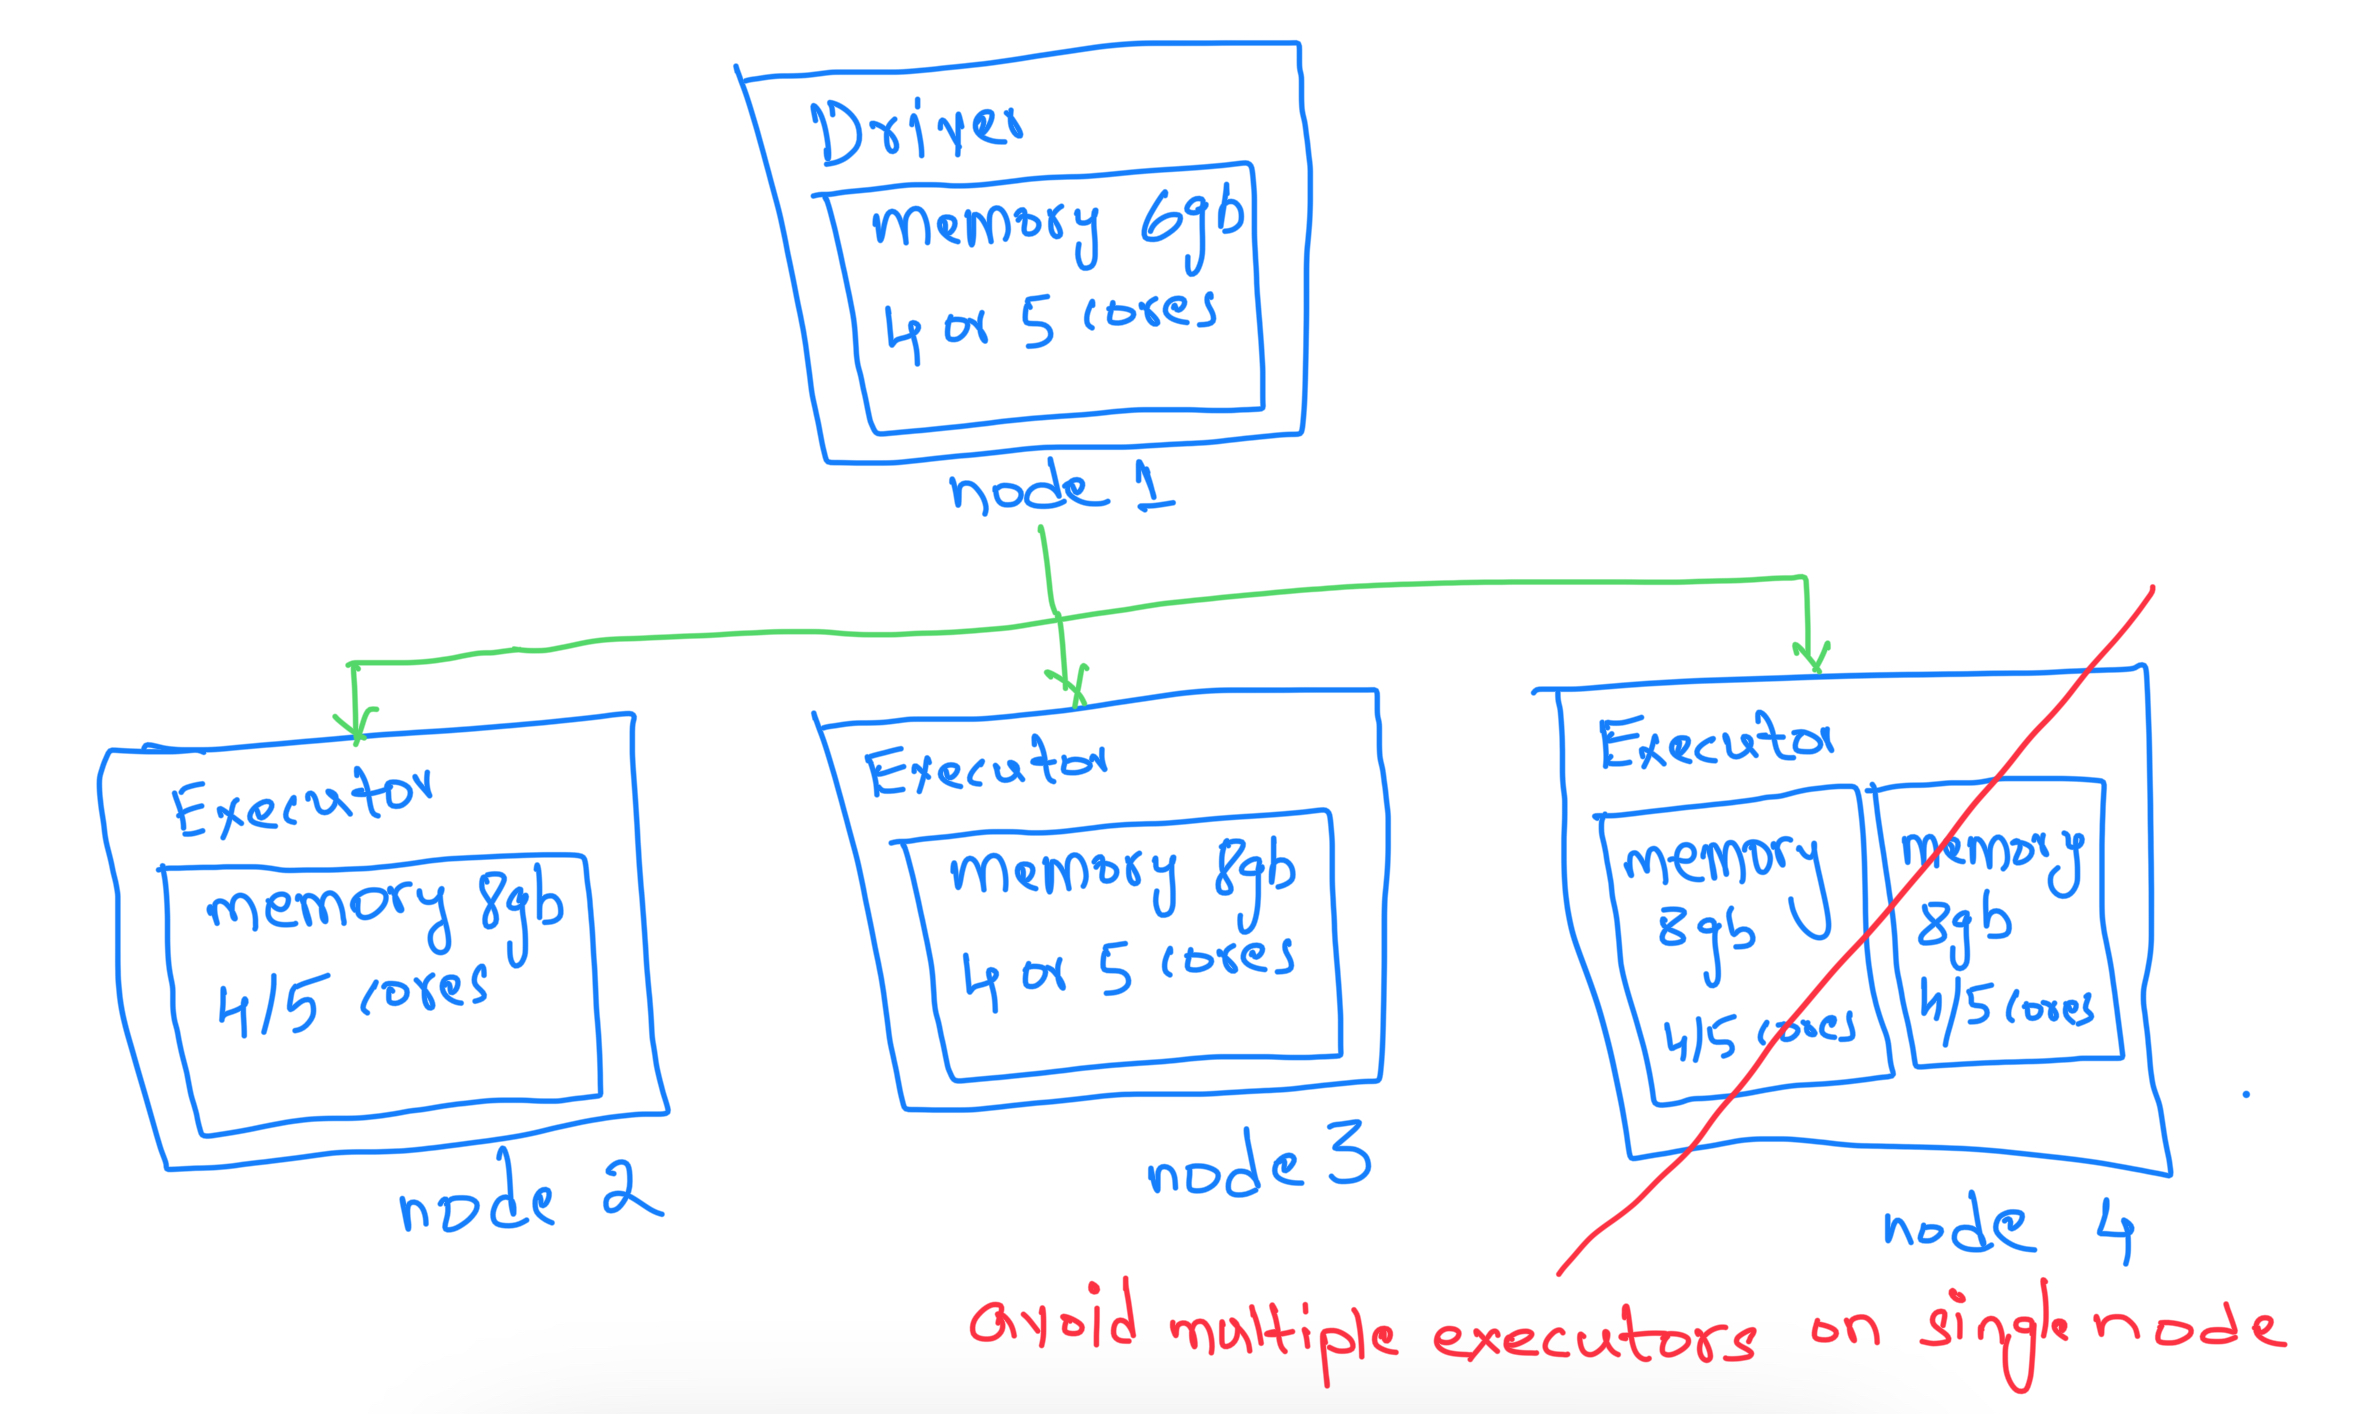 Driver
memory 6gb
4 or 5 cores
node 1
Executor
memory 8gb
4/5 cores
node 2
Executor
memory 8gb
4 or 5 cores
node 3
Executor
memory
8gb
4/5 cores
memory
8gb
4/5 cores
node 4
avoid multiple executors on single node